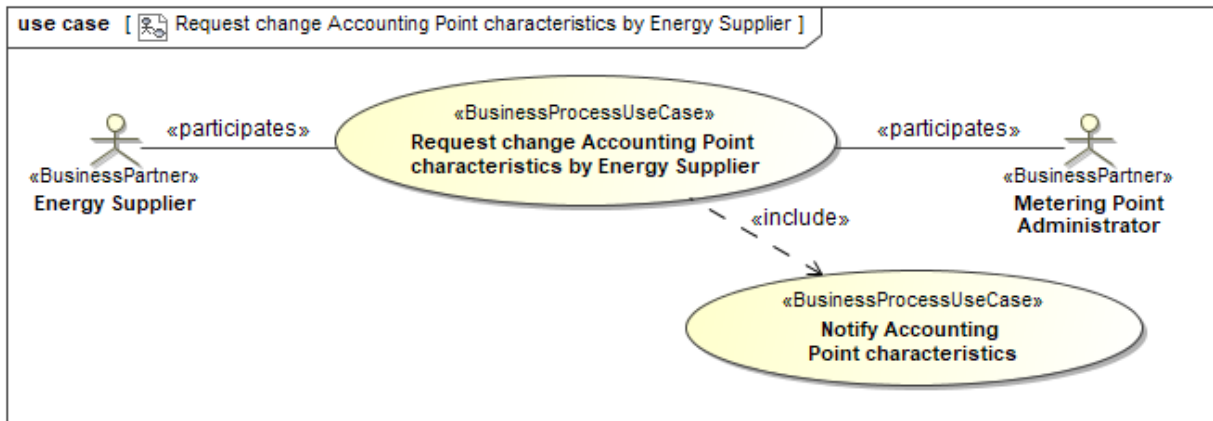 use case [ Request change Accounting Point characteristics by Energy Supplier ]
«BusinessProcessUseCase»
Request change Accounting Point
characteristics by Energy Supplier
«participates»
«participates»
«BusinessPartner»
Energy Supplier
«BusinessPartner»
Metering Point
Administrator
«include»
«BusinessProcessUseCase»
Notify Accounting
Point characteristics